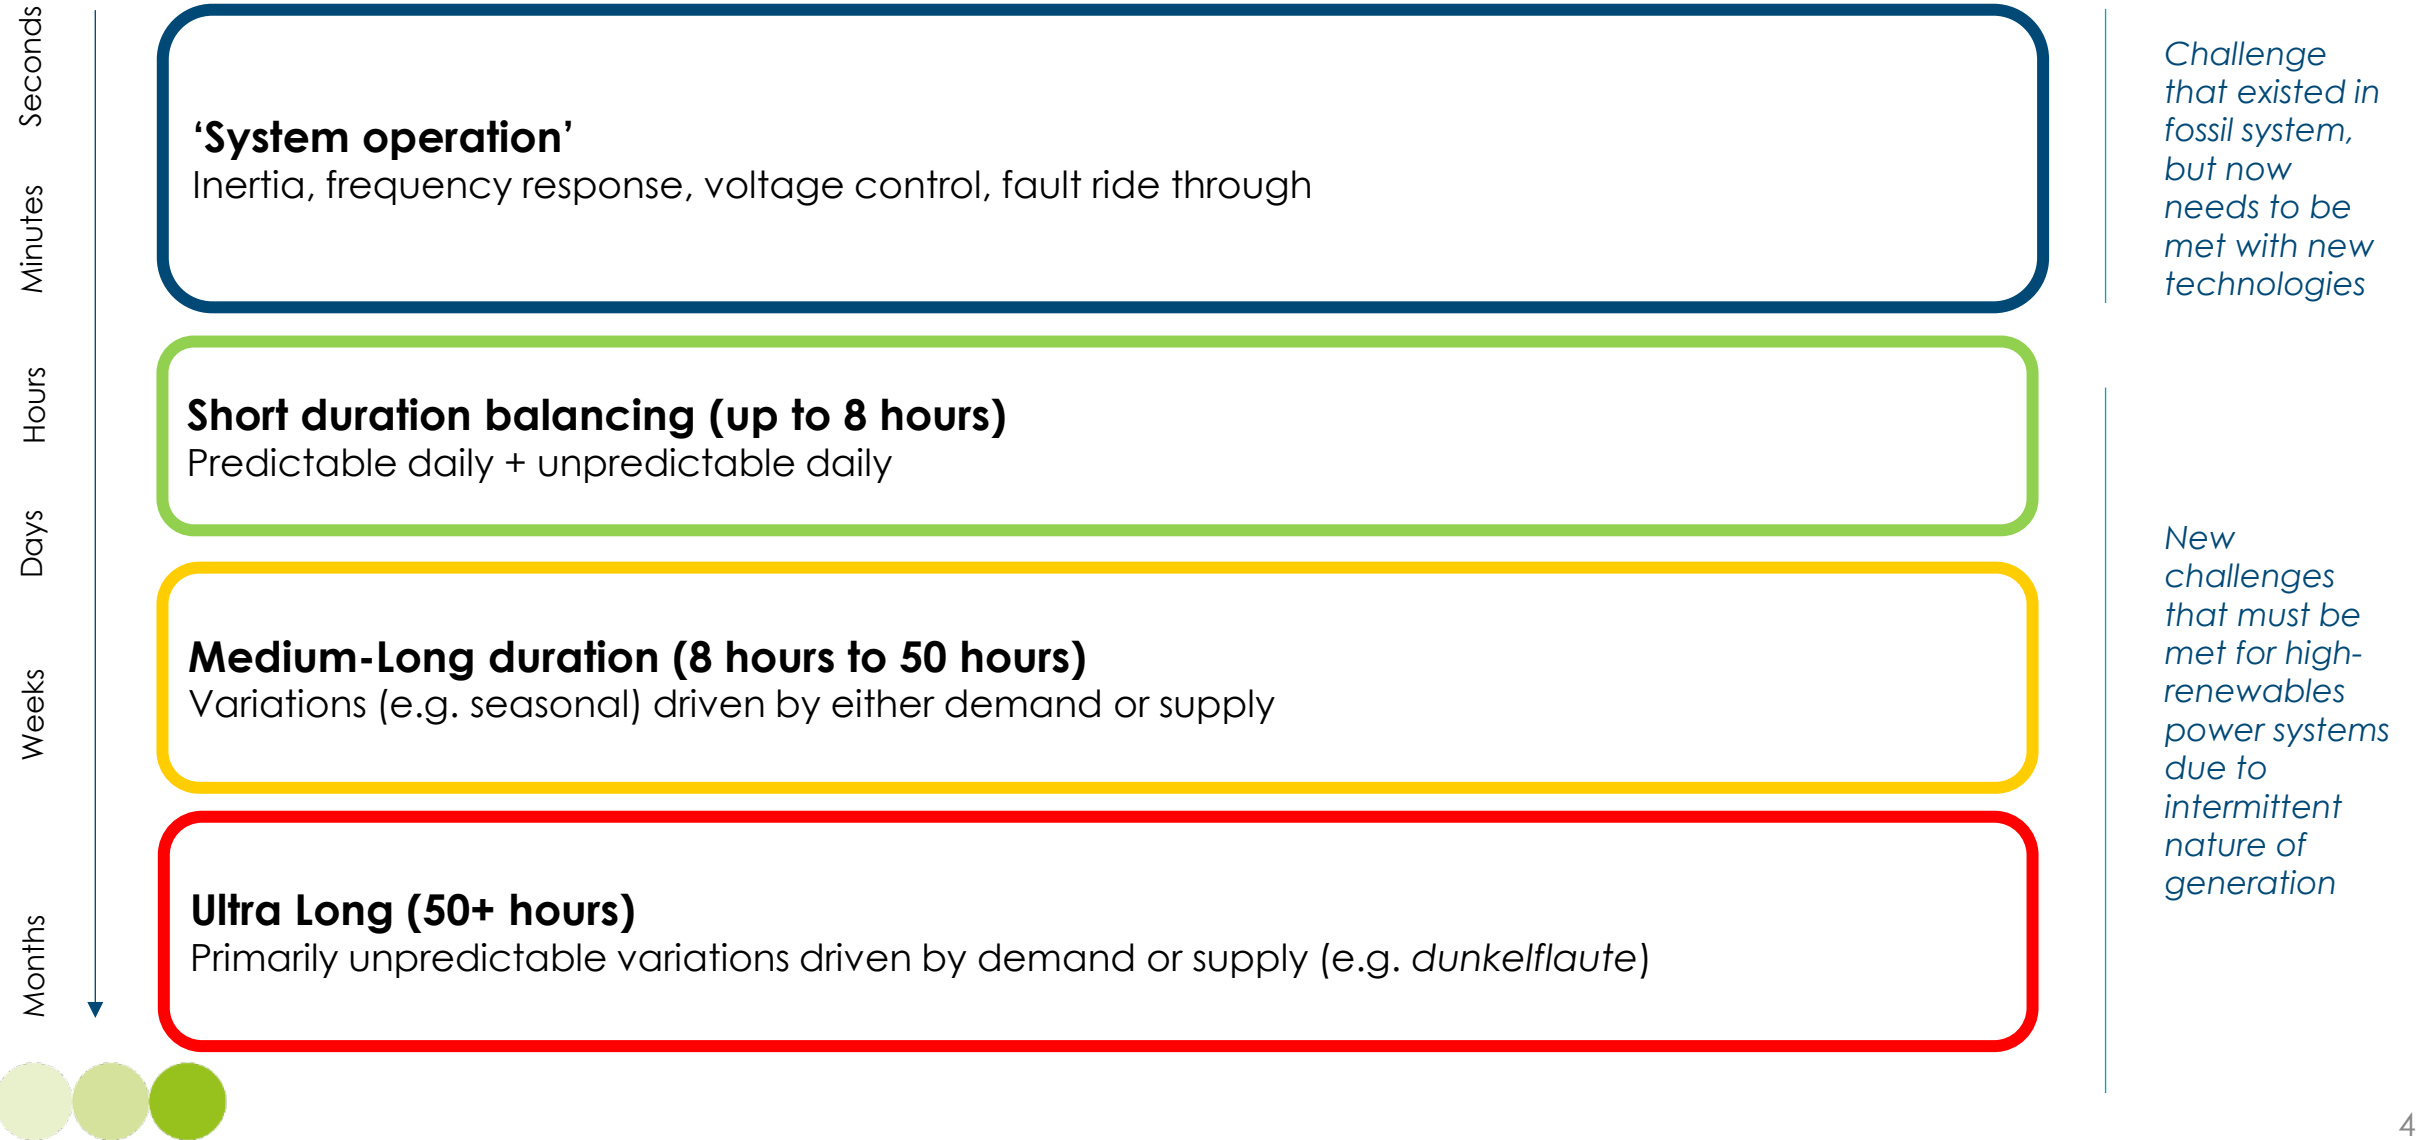 Seconds
Minutes
Hours
Days
Weeks
Months
‘System operation’
Inertia, frequency response, voltage control, fault ride through
Short duration balancing (up to 8 hours)
Predictable daily + unpredictable daily
Medium-Long duration (8 hours to 50 hours)
Variations (e.g. seasonal) driven by either demand or supply
Ultra Long (50+ hours)
Primarily unpredictable variations driven by demand or supply (e.g. dunkelflaute)
Challenge
that existed in
fossil system,
but now
needs to be
met with new
technologies
New
challenges
that must be
met for high-
renewables
power systems
due to
intermittent
nature of
generation
4